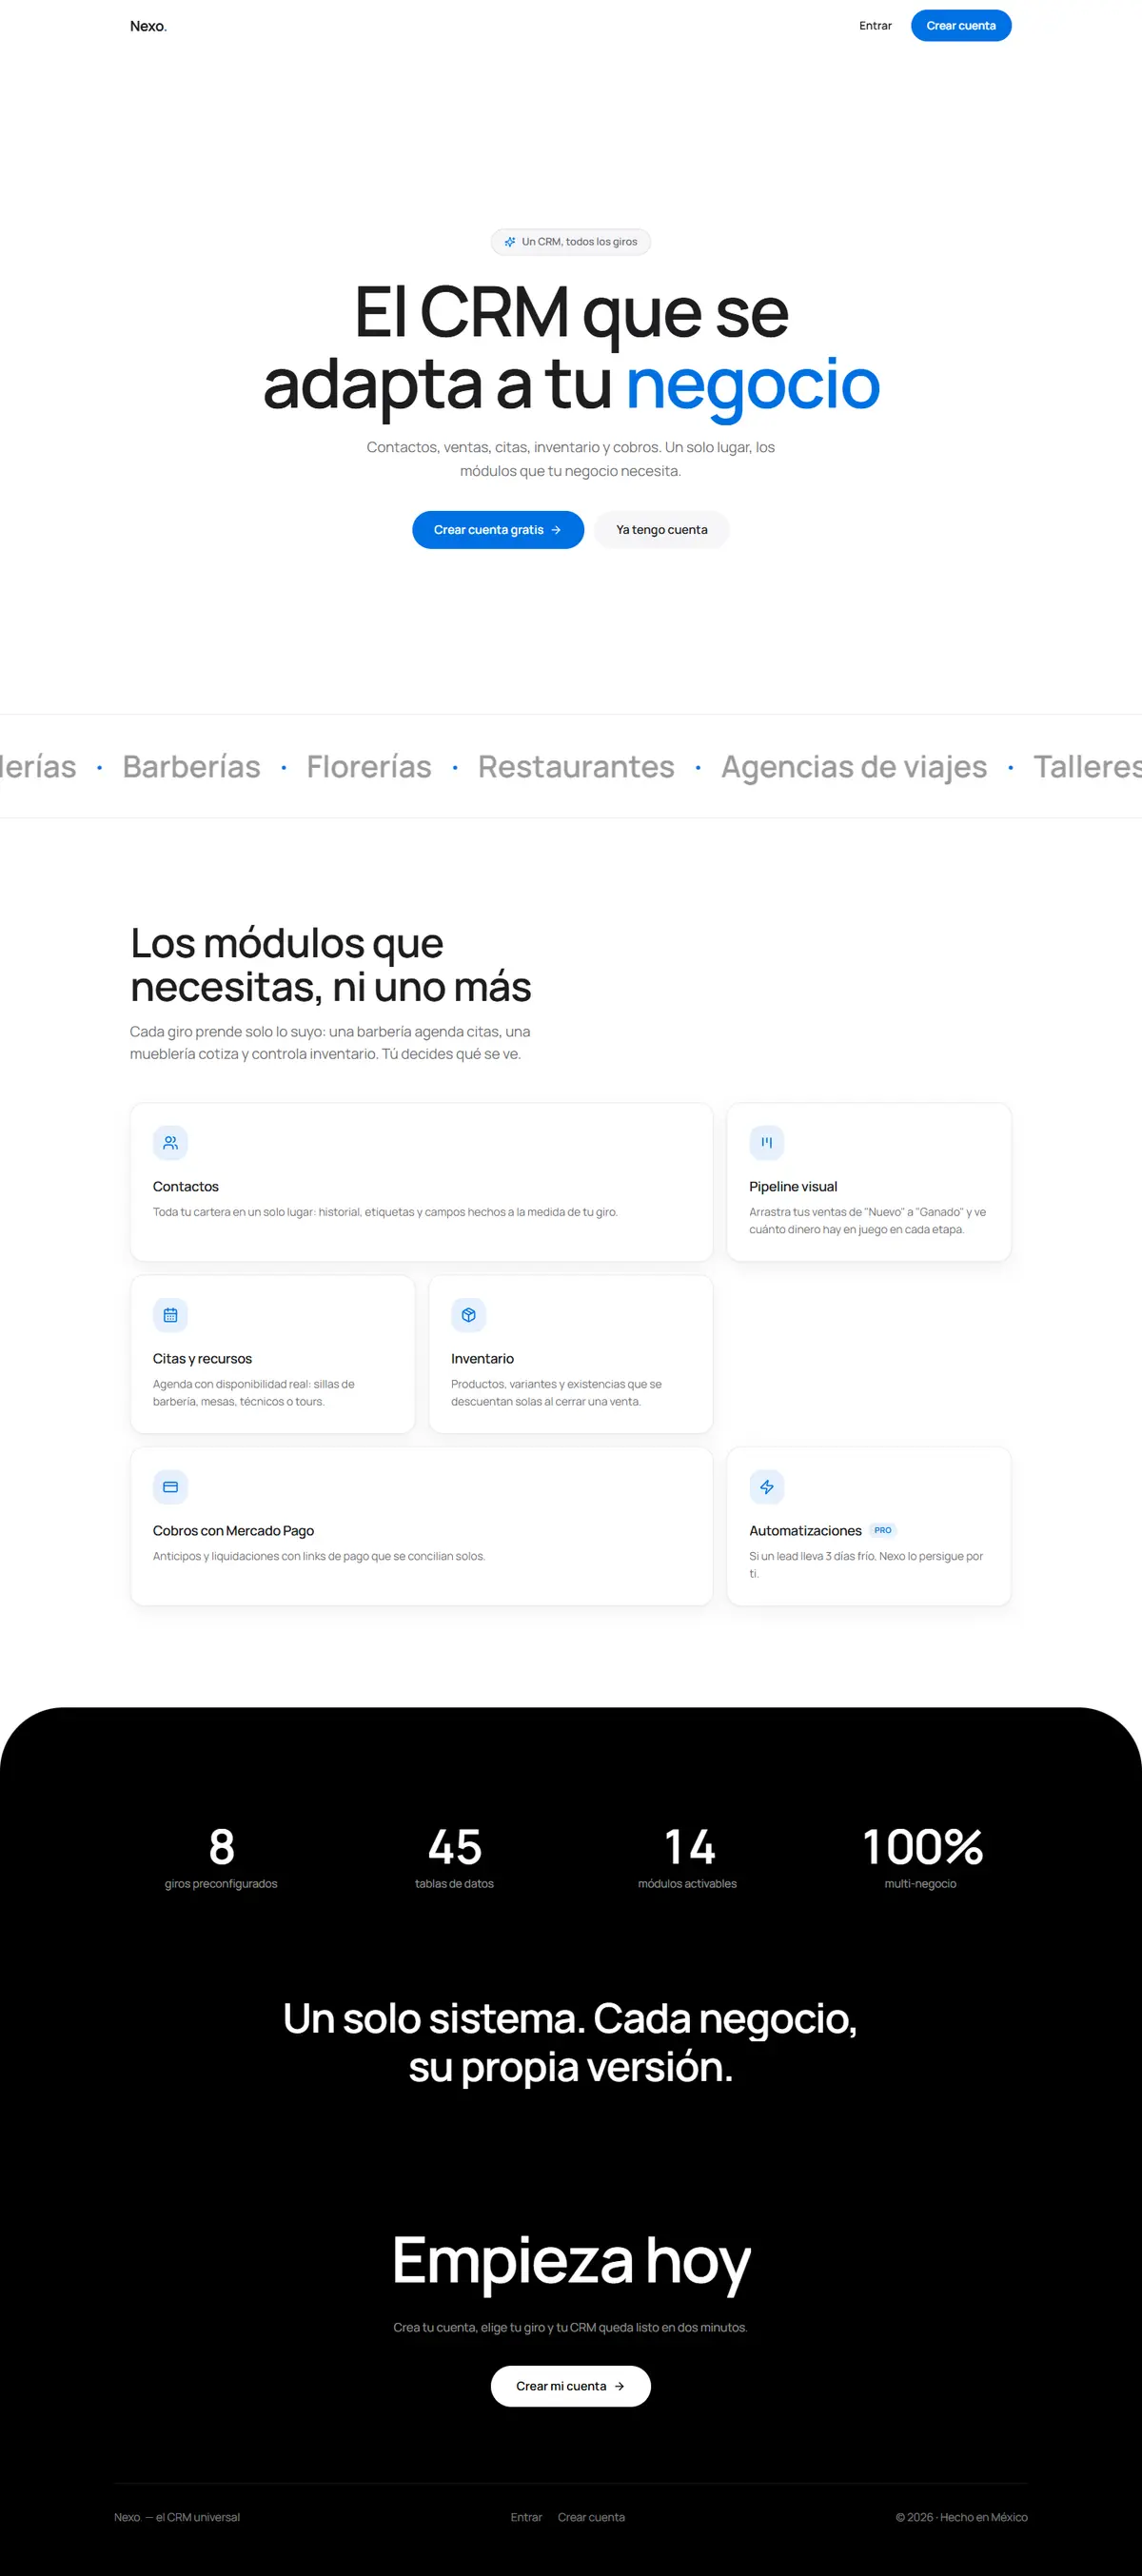 Nexo.
Entrar
Crear cuenta
Un CRM, todos los giros
El CRM que se
adapta a tu negocio
Contactos, ventas, citas, inventario y cobros. Un solo lugar, los
módulos que tu negocio necesita.
Crear cuenta gratis →
Ya tengo cuenta
lerías • Barberías • Florerías • Restaurantes • Agencias de viajes • Talleres
Los módulos que
necesitas, ni uno más
Cada giro prende solo lo suyo: una barbería agenda citas, una
mueblería cotiza y controla inventario. Tú decides qué se ve.
Contactos
Toda tu cartera en un solo lugar: historial, etiquetas y campos hechos a la medida de tu giro.
Pipeline visual
Arrastra tus ventas de "Nuevo" a "Ganado" y ve
cuánto dinero hay en juego en cada etapa.
Citas y recursos
Agenda con disponibilidad real: sillas de
barbería, mesas, técnicos o tours.
Inventario
Productos, variantes y existencias que se
descuentan solas al cerrar una venta.
Cobros con Mercado Pago
Anticipos y liquidaciones con links de pago que se concilian solos.
Automatizaciones PRO
Si un lead lleva 3 días frío, Nexo lo persigue por
ti.
8
giros preconfigurados
45
tablas de datos
14
módulos activables
100%
multi-negocio
Un solo sistema. Cada negocio,
su propia versión.
Empieza hoy
Crea tu cuenta, elige tu giro y tu CRM queda listo en dos minutos.
Crear mi cuenta →
Nexo. — el CRM universal
Entrar
Crear cuenta
© 2026 · Hecho en México